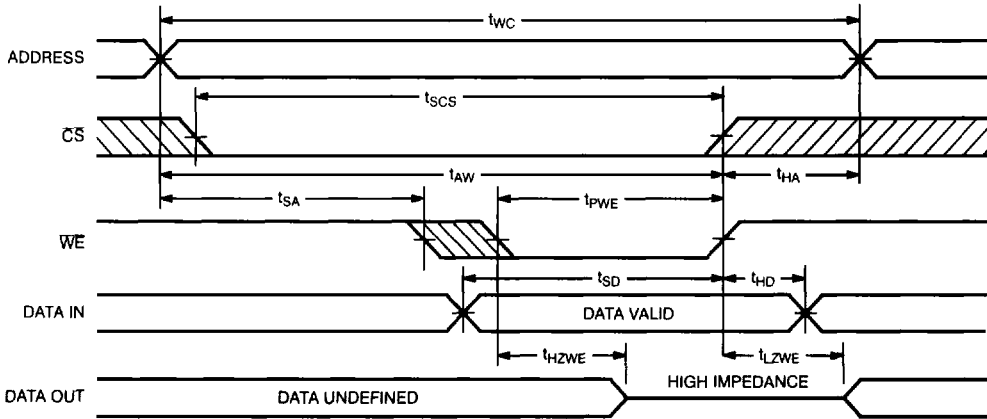 tWC
ADDRESS
tSCS
CS
tAW
tHA
tSA
tPWE
WE
tSD
tHD
DATA IN
DATA VALID
tHZWE
tLZWE
HIGH IMPEDANCE
DATA OUT
DATA UNDEFINED